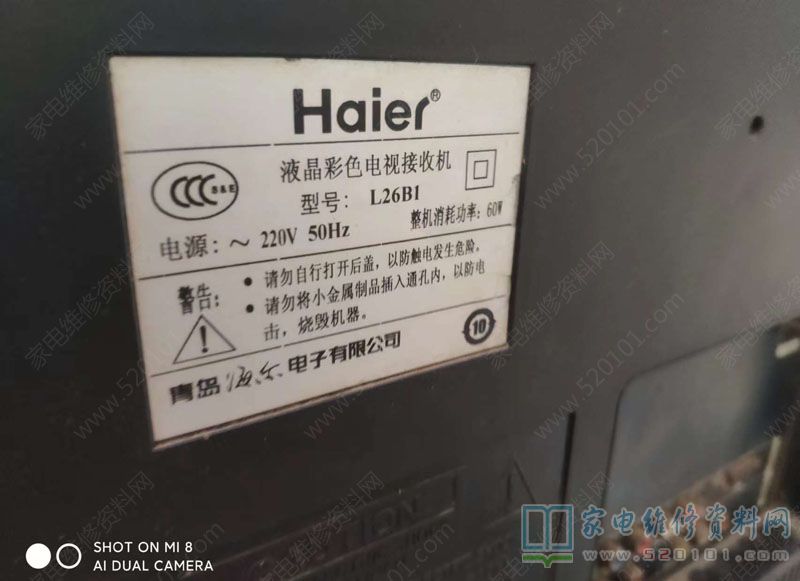 Haier®
CCC S&E
液晶彩色电视接收机
型号: L26B1
电源: ~ 220V 50Hz
整机消耗功率: 60W
警告:
• 请勿自行打开后盖，以防触电发生危险。
• 请勿将小金属制品插入通孔内，以防电
击，烧毁机器。
10
青岛海尔电子有限公司
SHOT ON MI 8
AI DUAL CAMERA
家电维修资料网
www.520101.com